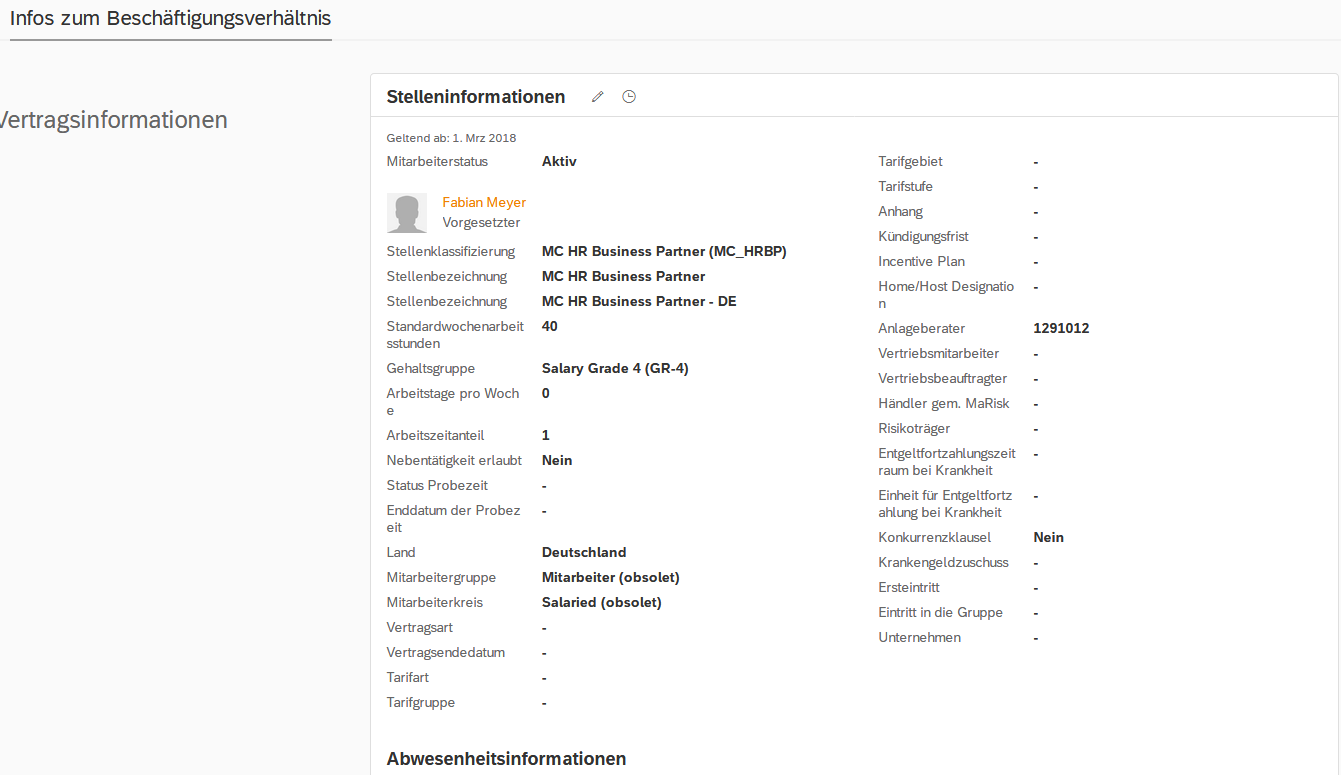 Infos zum Beschäftigungsverhältnis
Vertragsinformationen
Stelleninformationen
Geltend ab: 1. Mrz 2018
Mitarbeiterstatus Aktiv
Fabian Meyer
Vorgesetzter
Stellenklassifizierung MC HR Business Partner (MC_HRBP)
Stellenbezeichnung MC HR Business Partner
Stellenbezeichnung MC HR Business Partner - DE
Standardwochenarbeit 40
sstunden
Gehaltsgruppe Salary Grade 4 (GR-4)
Arbeitstage pro Woch 0
e
Arbeitszeitanteil 1
Nebentätigkeit erlaubt Nein
Status Probezeit -
Enddatum der Probez -
eit
Land Deutschland
Mitarbeitergruppe Mitarbeiter (obsolet)
Mitarbeiterkreis Salaried (obsolet)
Vertragsart -
Vertragsendedatum -
Tarifart -
Tarifgruppe -
Tarifgebiet -
Tarifstufe -
Anhang -
Kündigungsfrist -
Incentive Plan -
Home/Host Designatio -
n
Anlageberater 1291012
Vertriebsmitarbeiter -
Vertriebsbeauftragter -
Händler gem. MaRisk -
Risikoträger -
Entgeltfortzahlungszeit -
raum bei Krankheit
Einheit für Entgeltfortz -
ahlung bei Krankheit
Konkurrenzklausel Nein
Krankengeldzuschuss -
Ersteintritt -
Eintritt in die Gruppe -
Unternehmen -
Abwesenheitsinformationen